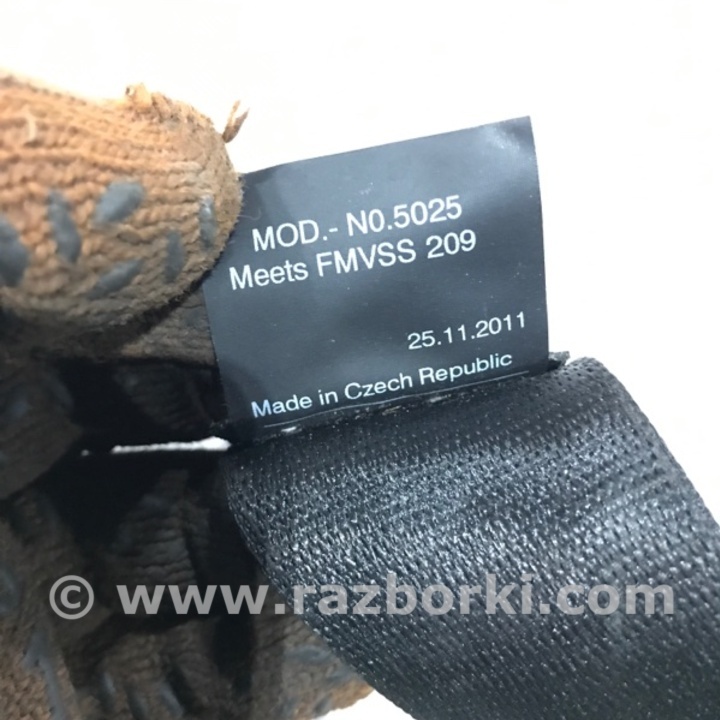 MOD.- N0.5025
Meets FMVSS 209
25.11.2011
Made in Czech Republic
© www.razborki.com